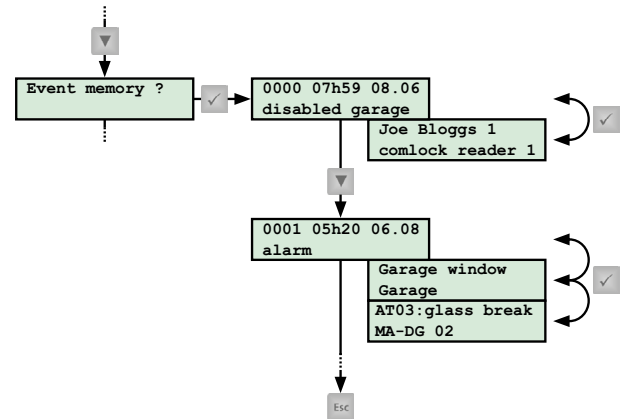 Event memory ?
0000 07h59 08.06
disabled garage
Joe Bloggs 1
comlock reader 1
0001 05h20 06.08
alarm
Garage window
Garage
AT03:glass break
MA-DG 02
Esc